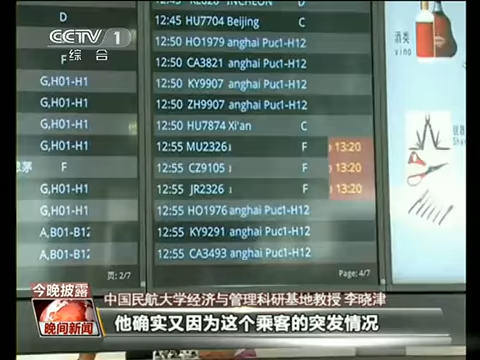 CCTV 1
综合
D
F
G,H01-H1
G,H01-H1
G,H01-H1
G,H01-H1
F
G,H01-H1
G,H01-H1
A,B01-B12
A,B01-B12
页: 2/7
12:45 HU7704 Beijing C
12:50 HO1979 anghai Puc1-H12
12:50 CA3821 anghai Puc1-H12
12:50 KY9907 anghai Puc1-H12
12:50 ZH9907 anghai Puc1-H12
12:50 HU7874 Xi'an C
12:55 MU2326 F 13:20
12:55 CZ9105 F 13:20
12:55 JR2326 F 13:20
12:55 HO1976 anghai Puc1-H12
12:55 KY9291 anghai Puc1-H12
12:55 CA3493 anghai Puc1-H12
Page: 4/7
酒类
vino
今晚披露
晚间新闻
中国民航大学经济与管理科研基地教授 李晓津
他确实又因为这个乘客的突发情况